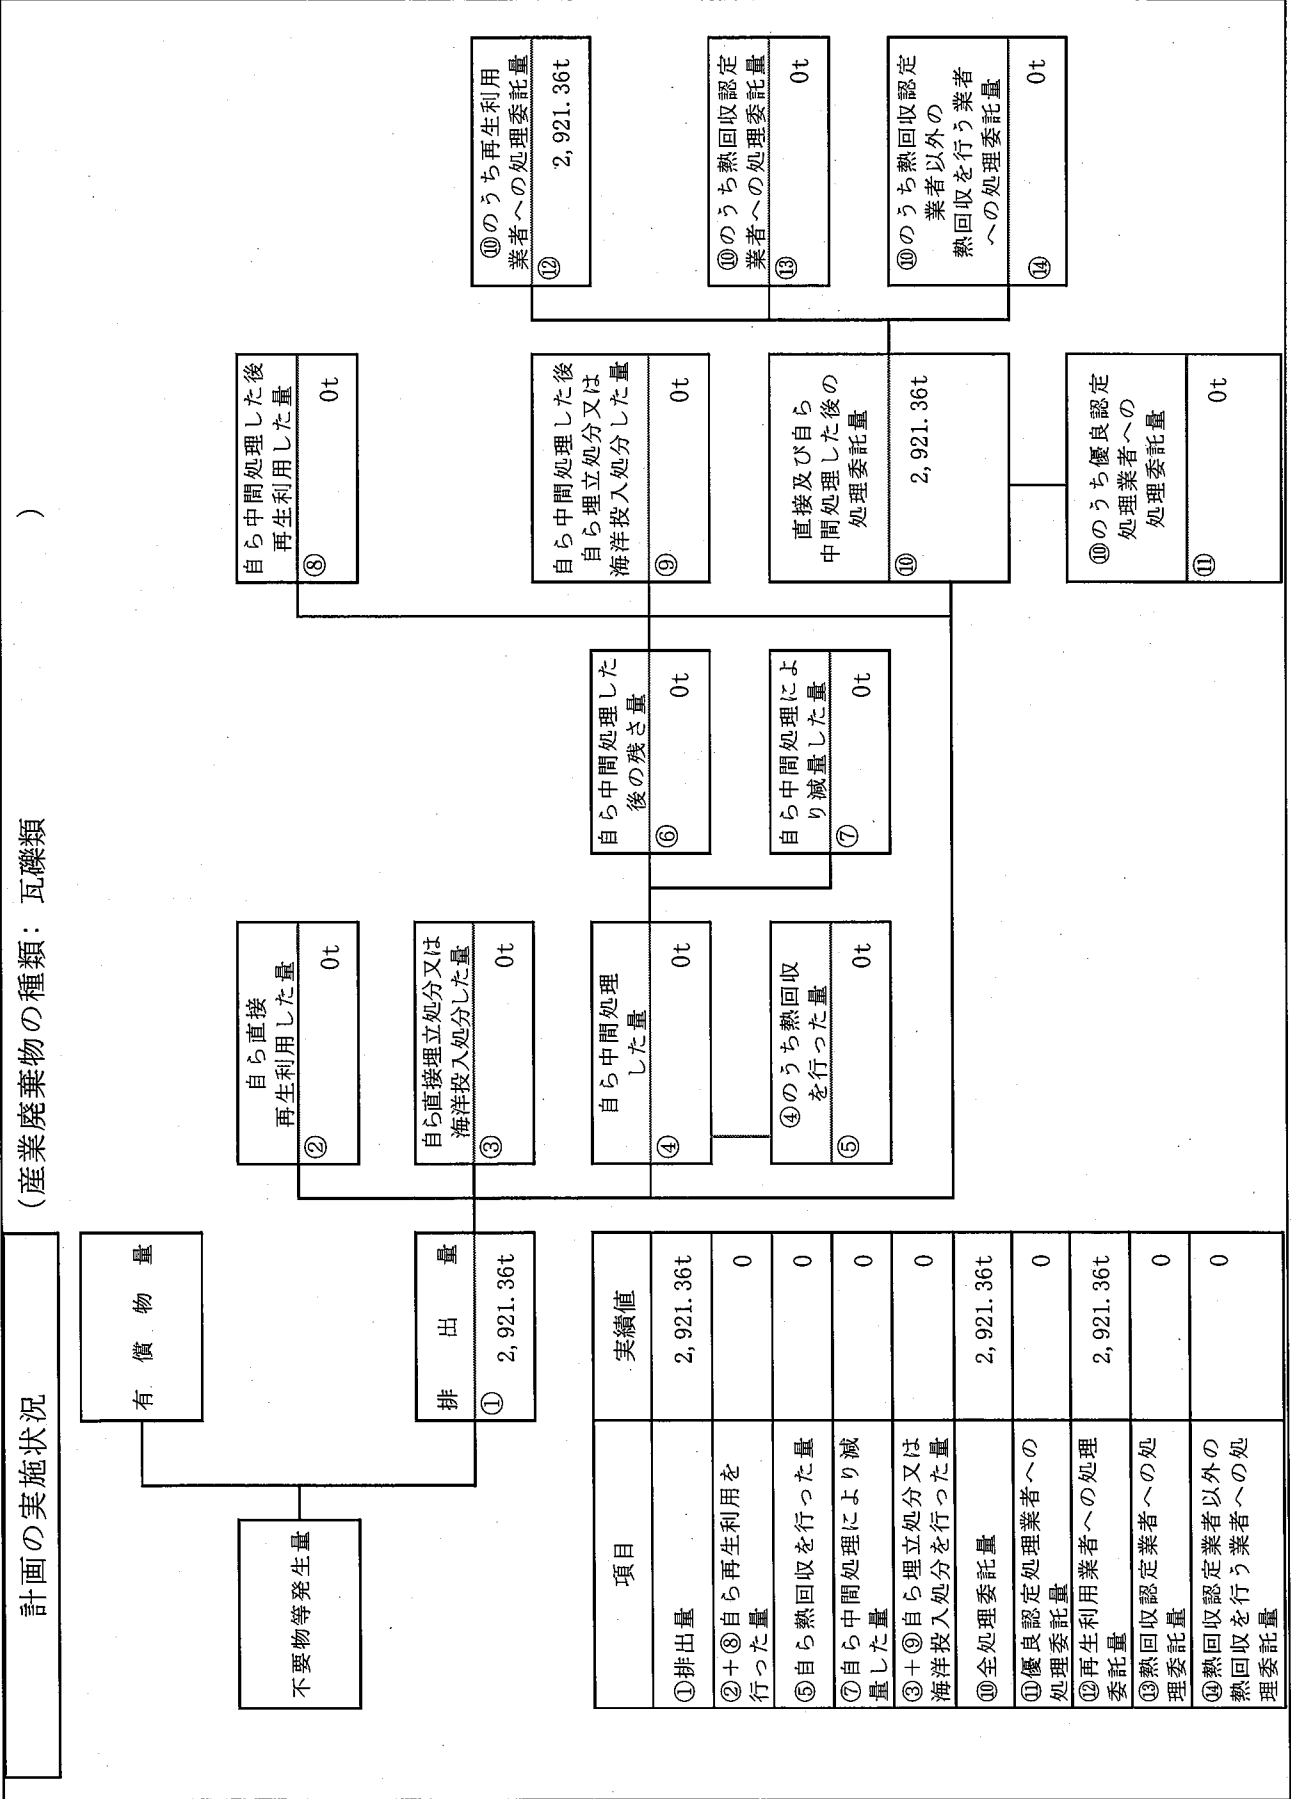 計画の実施状況
（産業廃棄物の種類： 瓦礫類 ）
不要物等発生量
有 償 物 量
排 出 量
① 2,921.36t
自ら直接
再生利用した量
② 0t
自ら直接埋立処分又は
海洋投入処分した量
③ 0t
自ら中間処理
した量
④ 0t
④のうち熱回収
を行った量
⑤ 0t
自ら中間処理した
後の残さ量
⑥ 0t
自ら中間処理によ
り減量した量
⑦ 0t
自ら中間処理した後
再生利用した量
⑧ 0t
自ら中間処理した後
自ら埋立処分又は
海洋投入処分した量
⑨ 0t
直接及び自ら
中間処理した後の
処理委託量
⑩ 2,921.36t
⑩のうち優良認定
処理業者への
処理委託量
⑪ 0t
⑩のうち再生利用
業者への処理委託量
⑫ 2,921.36t
⑩のうち熱回収認定
業者への処理委託量
⑬ 0t
⑩のうち熱回収認定
業者以外の
熱回収を行う業者
への処理委託量
⑭ 0t
項目 実績値
①排出量 2,921.36t
②＋⑧自ら再生利用を
行った量 0
⑤自ら熱回収を行った量 0
⑦自ら中間処理により減
量した量 0
③＋⑨自ら埋立処分又は
海洋投入処分を行った量 0
⑩全処理委託量 2,921.36t
⑪優良認定処理業者への
処理委託量 0
⑫再生利用業者への処理
委託量 2,921.36t
⑬熱回収認定業者への処
理委託量 0
⑭熱回収認定業者以外の
熱回収を行う業者への処
理委託量 0